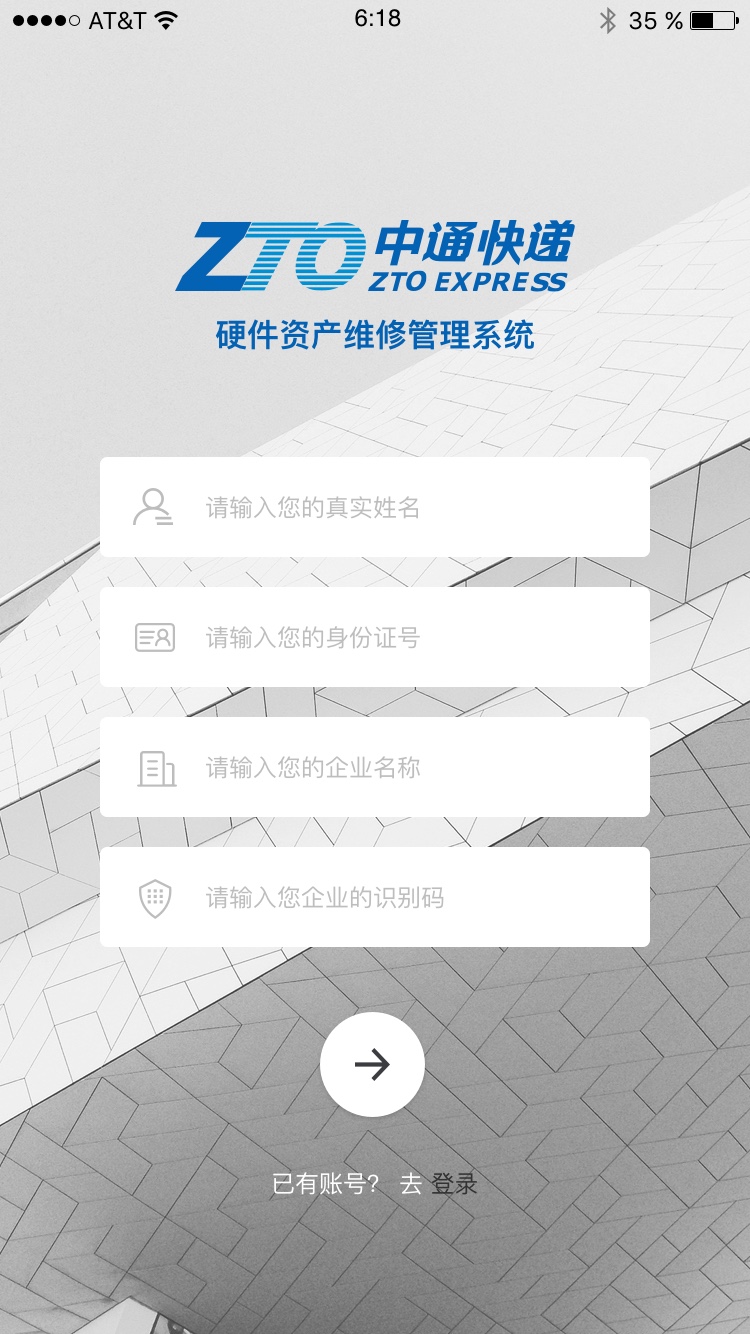 AT&T 6:18 35 %
ZTO 中通快递
ZTO EXPRESS
硬件资产维修管理系统
请输入您的真实姓名
请输入您的身份证号
请输入您的企业名称
请输入您企业的识别码
已有账号? 去 登录